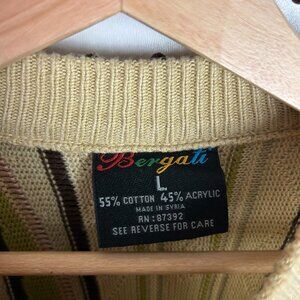 Bergati
L
55% COTTON 45% ACRYLIC
MADE IN SYRIA
RN:87392
SEE REVERSE FOR CARE